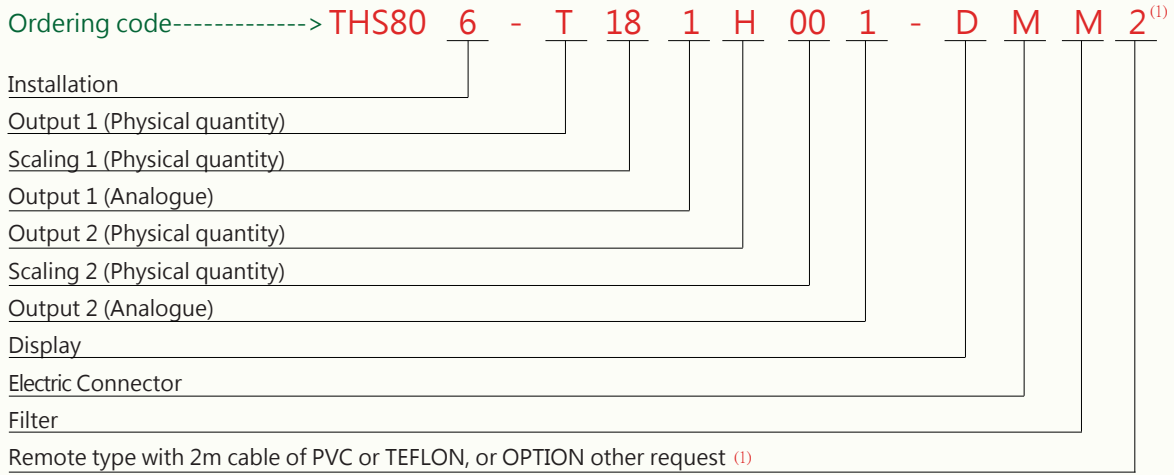 Ordering code-------------> THS80 6 - T 18 1 H 00 1 - D M M 2(1)
Installation
Output 1 (Physical quantity)
Scaling 1 (Physical quantity)
Output 1 (Analogue)
Output 2 (Physical quantity)
Scaling 2 (Physical quantity)
Output 2 (Analogue)
Display
Electric Connector
Filter
Remote type with 2m cable of PVC or TEFLON, or OPTION other request (1)